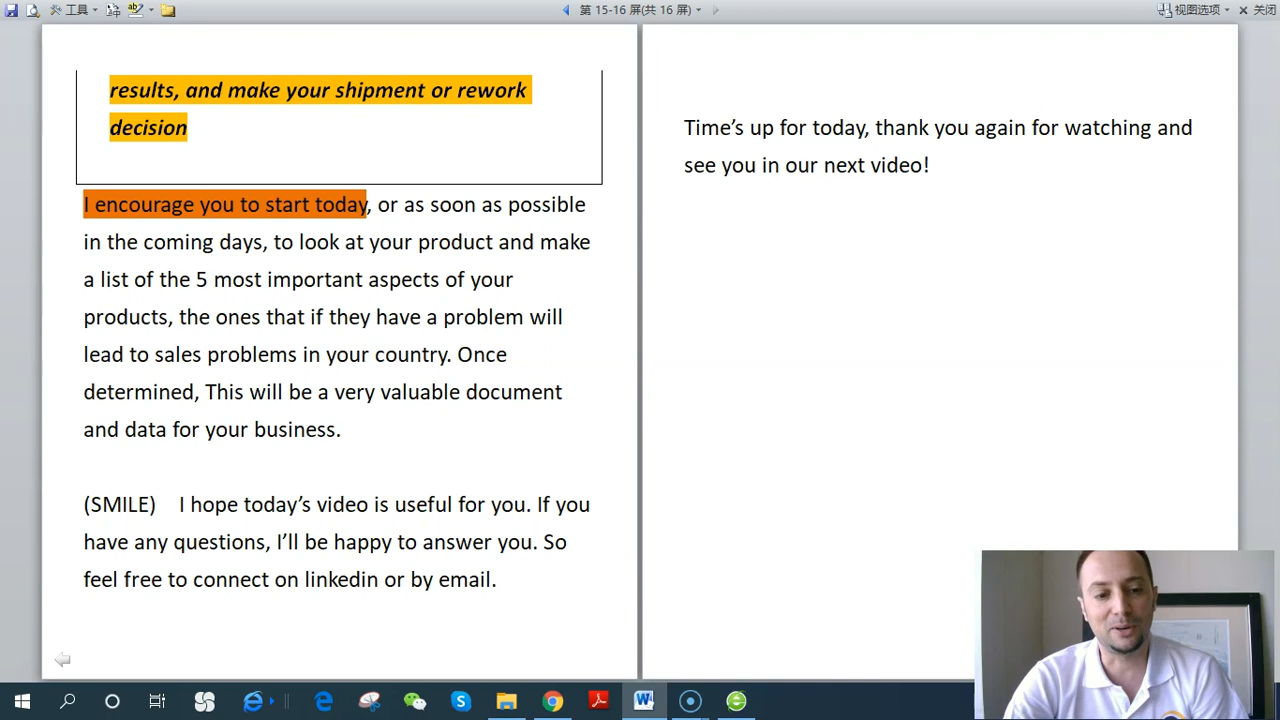 工具
第 15-16 屏(共 16 屏)
视图选项
关闭
results, and make your shipment or rework
decision
I encourage you to start today, or as soon as possible
in the coming days, to look at your product and make
a list of the 5 most important aspects of your
products, the ones that if they have a problem will
lead to sales problems in your country. Once
determined, This will be a very valuable document
and data for your business.
(SMILE) I hope today’s video is useful for you. If you
have any questions, I’ll be happy to answer you. So
feel free to connect on linkedin or by email.
Time’s up for today, thank you again for watching and
see you in our next video!